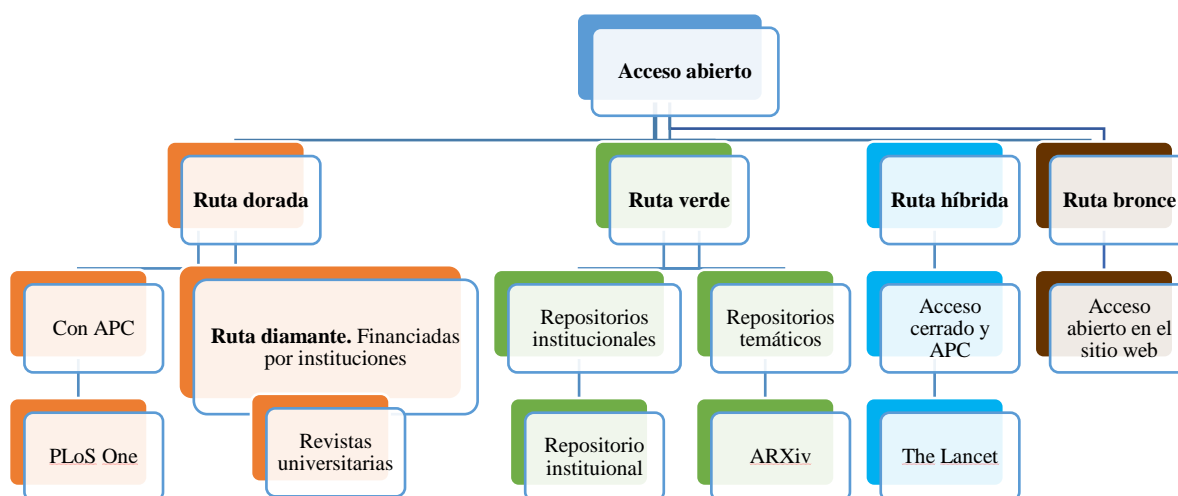 Acceso abierto
Ruta dorada
Ruta verde
Ruta híbrida
Ruta bronce
Con APC
Ruta diamante. Financiadas
por instituciones
Repositorios
institucionales
Repositorios
temáticos
Acceso
cerrado y
APC
Acceso
abierto en el
sitio web
PLoS One
Revistas
universitarias
Repositorio
instituional
ARXiv
The Lancet